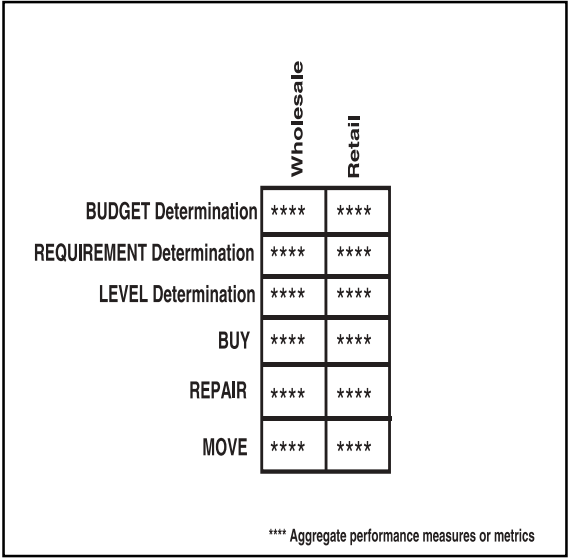 Wholesale Retail
BUDGET Determination **** ****
REQUIREMENT Determination **** ****
LEVEL Determination **** ****
BUY **** ****
REPAIR **** ****
MOVE **** ****
**** Aggregate performance measures or metrics